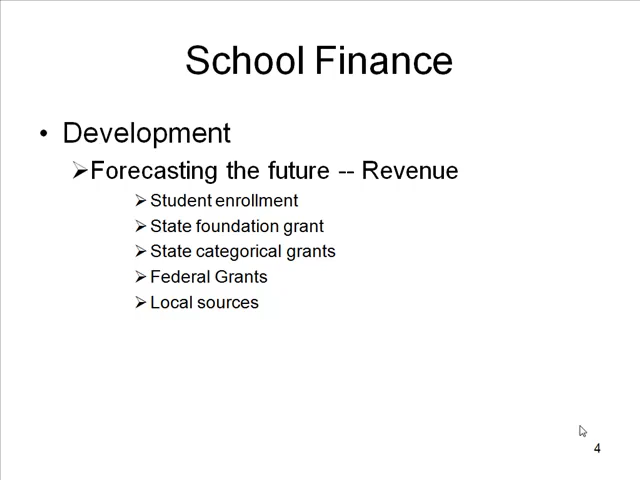 School Finance
• Development
➢Forecasting the future -- Revenue
➢ Student enrollment
➢ State foundation grant
➢ State categorical grants
➢ Federal Grants
➢ Local sources
4